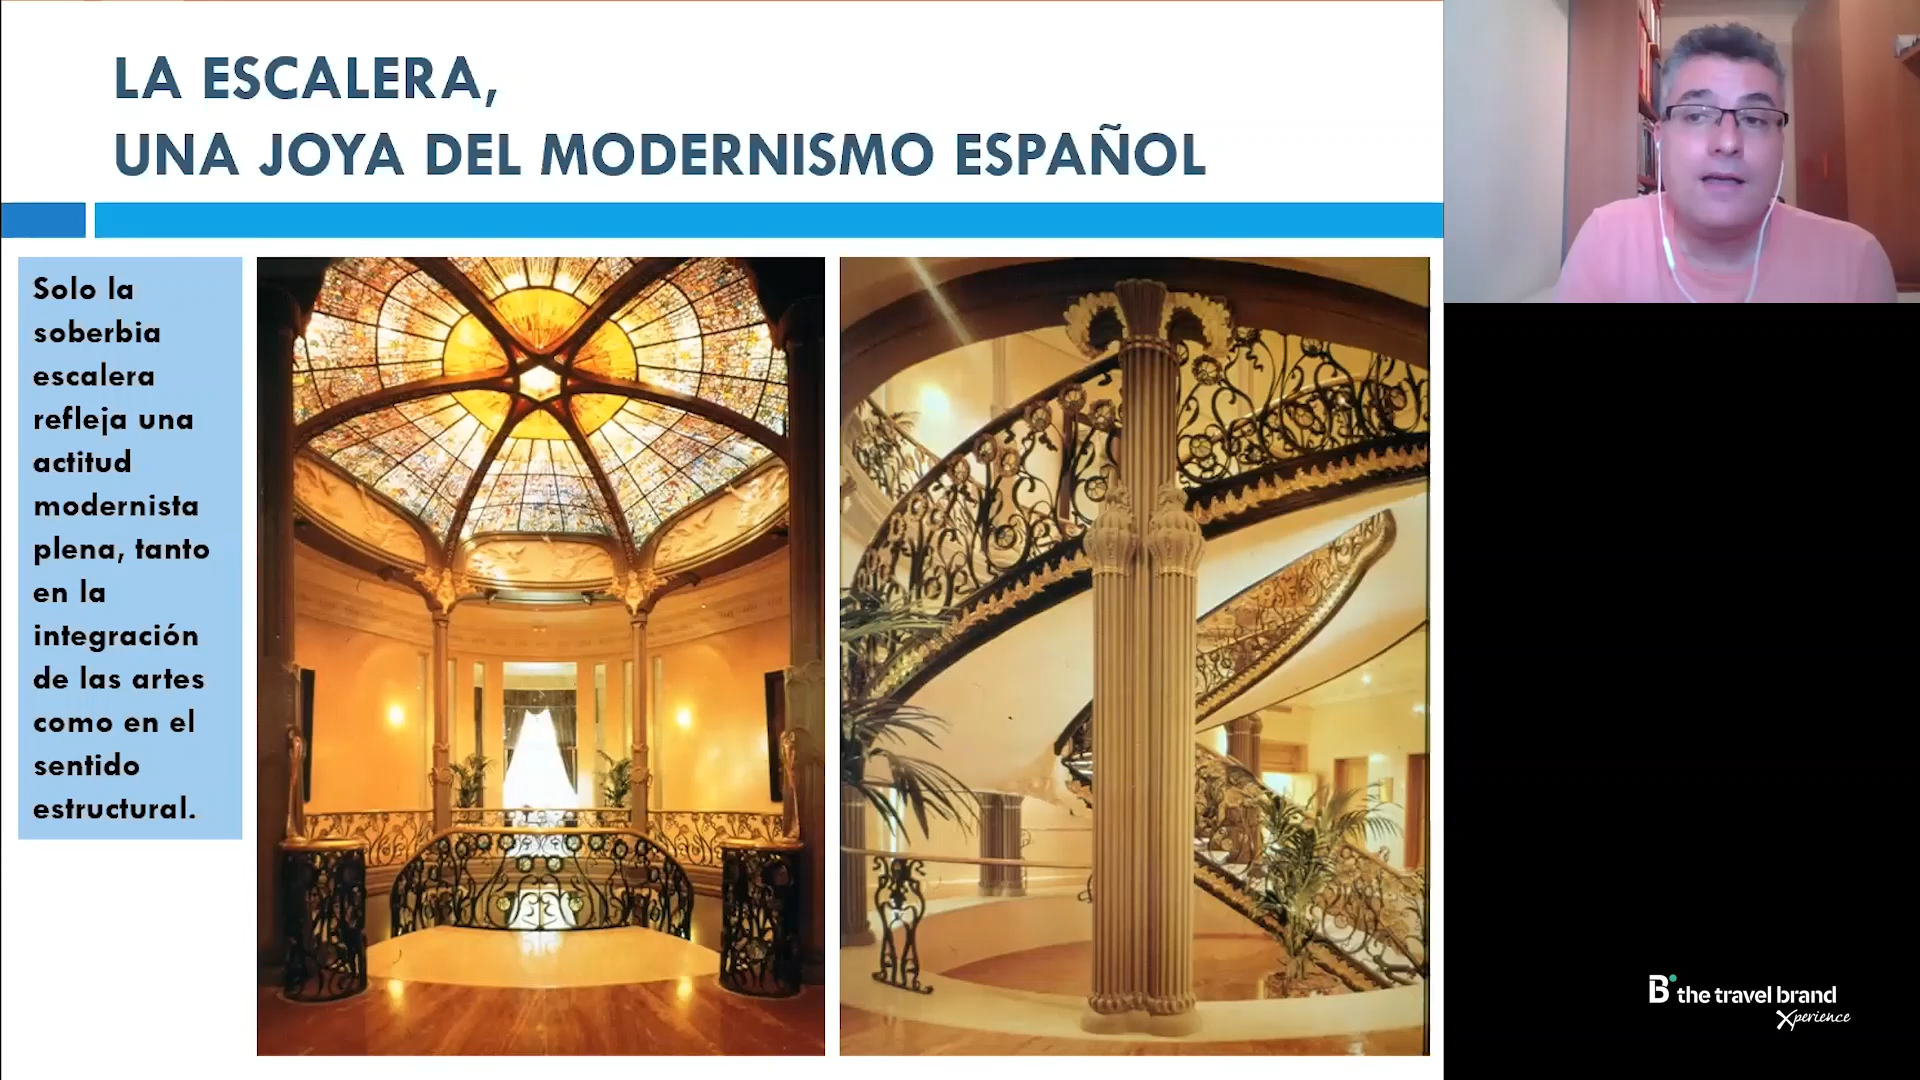 LA ESCALERA,
UNA JOYA DEL MODERNISMO ESPAÑOL
Solo la
soberbia
escalera
refleja una
actitud
modernista
plena, tanto
en la
integración
de las artes
como en el
sentido
estructural.
B the travel brand
Xperience